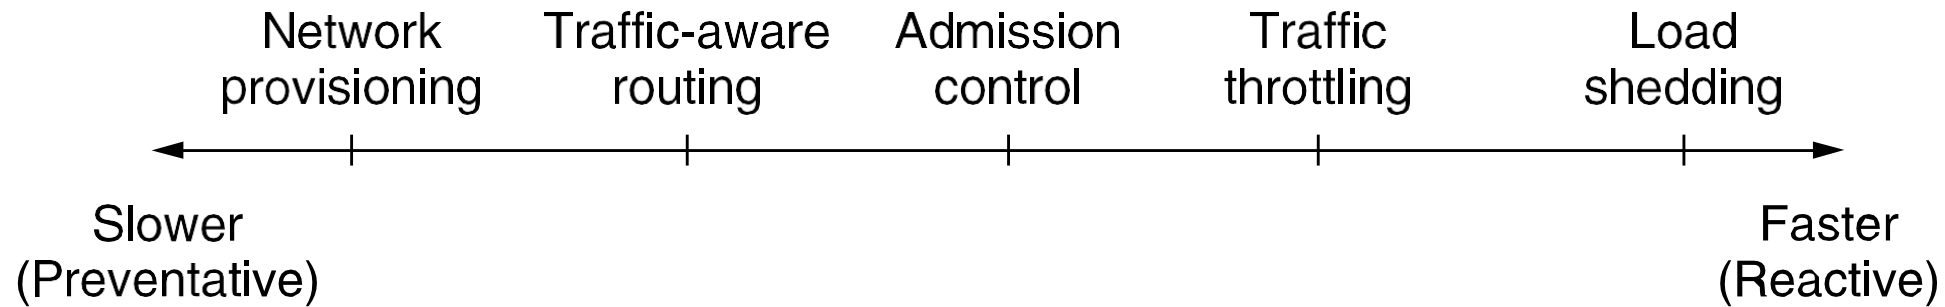 Network provisioning
Traffic-aware routing
Admission control
Traffic throttling
Load shedding
Slower
(Preventative)
Faster
(Reactive)